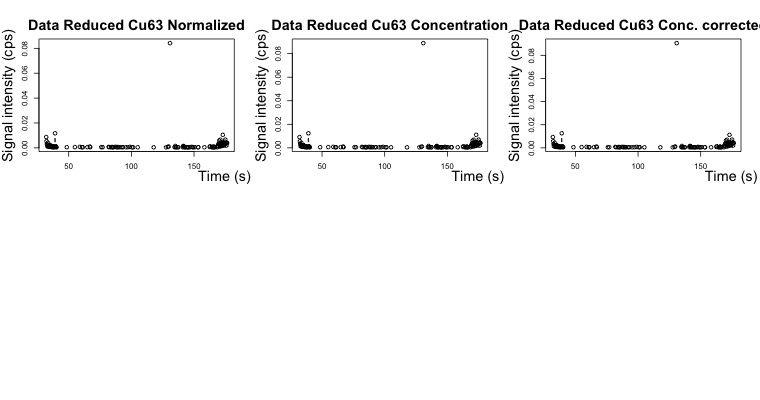 Data Reduced Cu63 Normalized
Signal intensity (cps)
0.00 0.02 0.04 0.06 0.08
50 100 150
Time (s)
Data Reduced Cu63 Concentration
Signal intensity (cps)
0.00 0.02 0.04 0.06 0.08
50 100 150
Time (s)
Data Reduced Cu63 Conc. corrected
Signal intensity (cps)
0.00 0.02 0.04 0.06 0.08
50 100 150
Time (s)